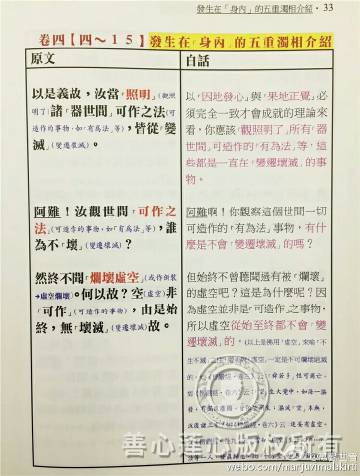 發生在「身內」的五重濁相介紹 · 33
卷四【四～15】發生在「身內」的五重濁相介紹
原文
白話
以是義故，汝當「照明」(觀照
明了)諸「器世間」可作之法(可
造作的事物，如「有為法」等)，皆從「變
滅」(變遷壞滅)。
以「因地發心」與「果地正覺」必
須完全一致才會成就的理論來
看，你應該「觀照明了」所有「器
世間」可造作的「有為法」等，這
些都是一直在「變遷壞滅」的事
物。
阿難！汝觀世間「可作之
法」(可造作的事物，如「有為法」等)，誰
為不「壞」(變遷壞滅)？
阿難啊！你觀察這個世間一切
可造作的「有為法」事物，有什
麼是不會「變遷壞滅」的嗎？
然終不聞「爛壞虛空」(或作倒裝
➔虛空爛壞)。何以故？空(虛空)非
「可作」(可造作的事物)，由是始
終，無「壞滅」(變遷壞滅)故。
但始終不曾聽聞過有被「爛壞」
的虛空吧！這是為什麼呢？因
為虛空並不是「可造作」之事物，
所以虛空從始至終都不會「變
遷壞滅」的。(以上是佛用「虛空」來喻「不
善心蓮出版權所有
weibo.com/marjuvimalakirti